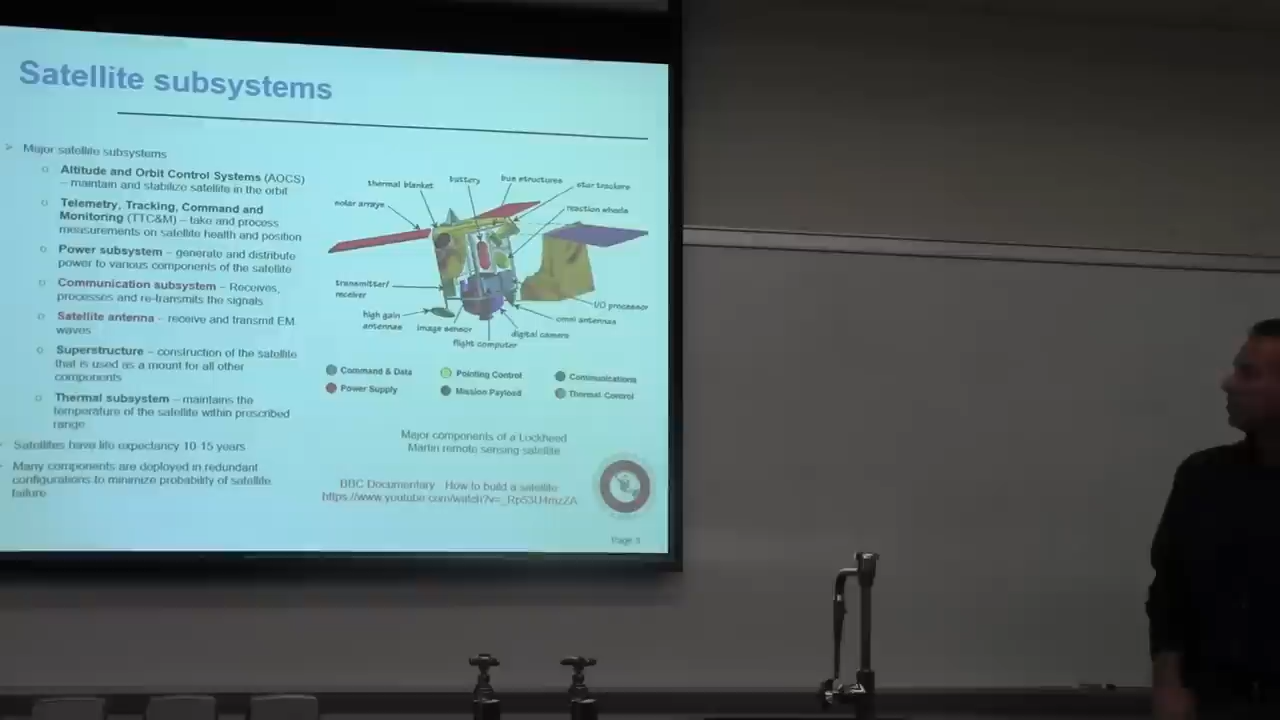 Satellite subsystems
Major satellite subsystems
Altitude and Orbit Control Systems (AOCS)
– maintain and stabilize satellite in the orbit
Telemetry, Tracking, Command and
Monitoring (TTC&M) – take and process
measurements on satellite health and position
Power subsystem – generate and distribute
power to various components of the satellite
Communication subsystem – Receives,
processes and re-transmits the signals
Satellite antenna – receive and transmit EM
waves
Superstructure – construction of the satellite
that is used as a mount for all other
components
Thermal subsystem – maintains the
temperature of the satellite within prescribed
range
Satellites have life expectancy 10-15 years
Many components are deployed in redundant
configurations to minimize probability of satellite
failure
thermal blanket
battery
bus structures
star trackers
solar arrays
reaction wheels
transmitter/
receiver
I/O processor
high gain
antennas
image sensor
omni antennas
digital camera
flight computer
Command & Data
Pointing Control
Communications
Power Supply
Mission Payload
Thermal Control
Major components of a Lockheed
Martin remote sensing satellite
BBC Documentary How to build a satellite:
Page 3